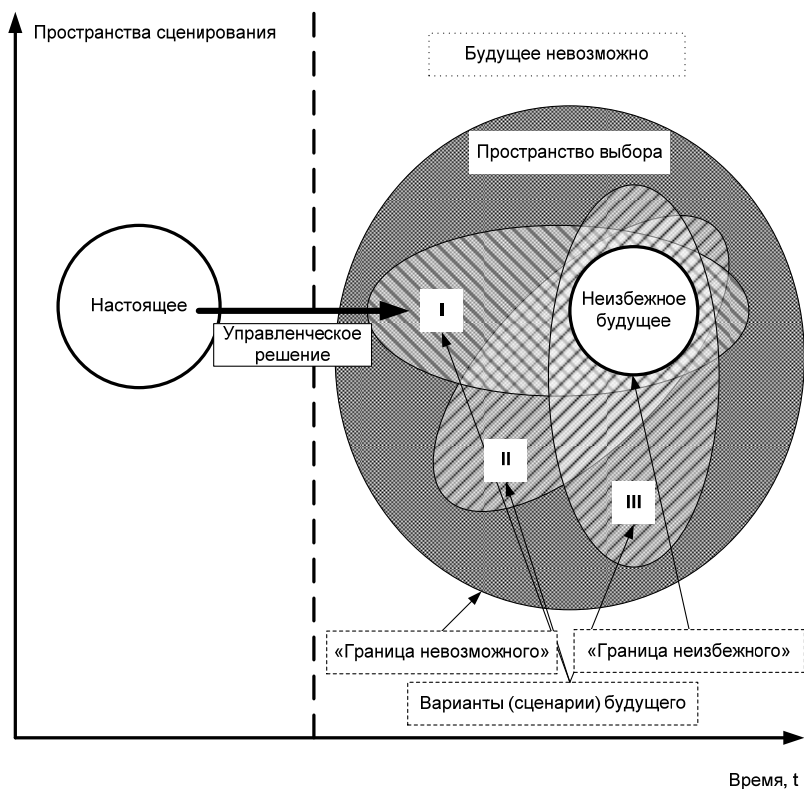 Пространства сценирования
Будущее невозможно
Пространство выбора
Настоящее
I
Неизбежное
будущее
Управленческое
решение
II
III
«Граница невозможного»
«Граница неизбежного»
Варианты (сценарии) будущего
Время, t